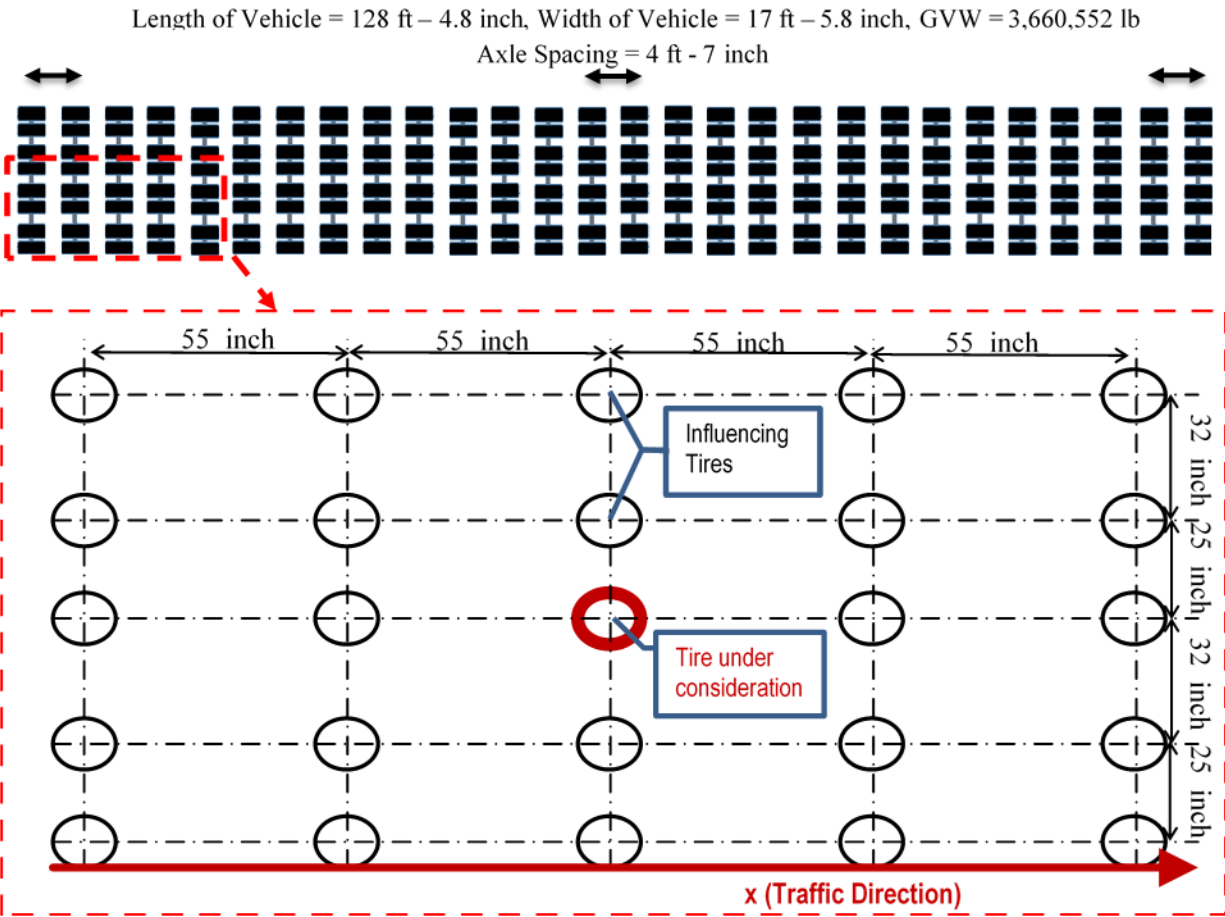 Length of Vehicle = 128 ft – 4.8 inch, Width of Vehicle = 17 ft – 5.8 inch, GVW = 3,660,552 lb
Axle Spacing = 4 ft - 7 inch
55 inch
55 inch
55 inch
55 inch
Influencing
Tires
32 inch
25 inch
Tire under
consideration
32 inch
25 inch
x (Traffic Direction)